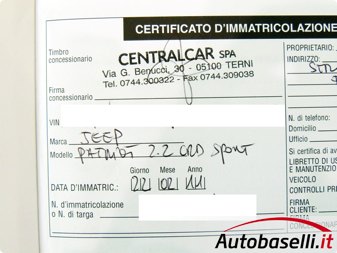 CERTIFICATO D'IMMATRICOLAZIONE
Timbro
concessionario
CENTRALCAR SPA
Via G. Benucci, 30 - 05100 TERNI
Tel. 0744.300322 - Fax 0744.309038
Firma
concessionario
VIN
Marca JEEP
Modello PATRIOT 2.2 CRD SPORT
Giorno Mese Anno
DATA D'IMMATRIC.
N. d'immatricolazione
o N. di targa
PROPRIETARIO
INDIRIZZO
N. di telefono:
Domicilio
Ufficio
Si certifica di av
LIBRETTO DI US
E MANUTENZIO
VEICOLO
CONTROLLI PRE
FIRMA
CLIENTE:
Autobaselli.it